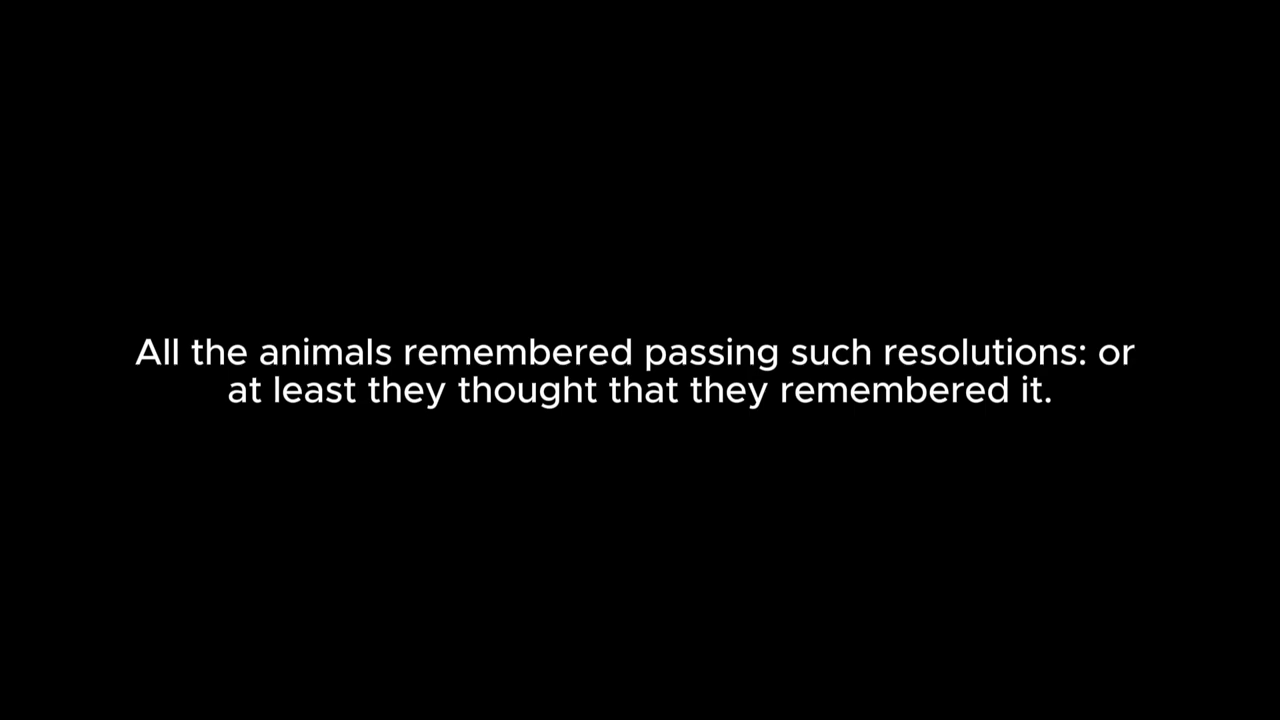 All the animals remembered passing such resolutions: or
at least they thought that they remembered it.